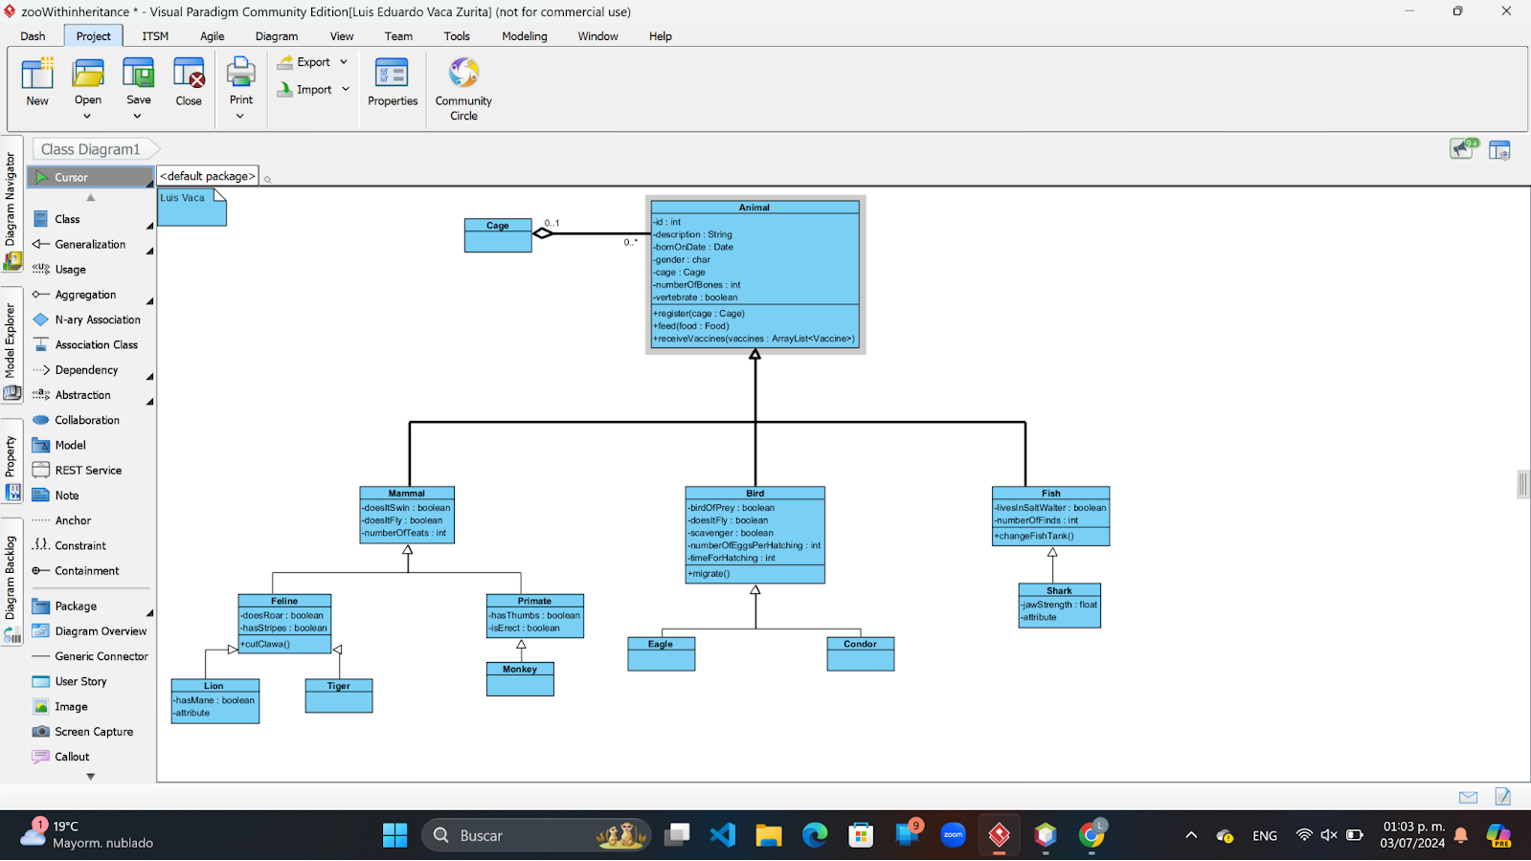 zooWithinheritance * - Visual Paradigm Community Edition[Luis Eduardo Vaca Zurita] (not for commercial use)
Dash Project ITSM Agile Diagram View Team Tools Modeling Window Help
New Open Save Close Print Export Import Properties Community Circle
Class Diagram1
Diagram Navigator
Model Explorer
Property
Diagram Backlog
Cursor
Class
Generalization
Usage
Aggregation
N-ary Association
Association Class
Dependency
Abstraction
Collaboration
Model
REST Service
Note
Anchor
Constraint
Containment
Package
Diagram Overview
Generic Connector
User Story
Image
Screen Capture
Callout
<default package>
Luis Vaca
Cage
0..1
0..*
Animal
-id : int
-description : String
-bornOnDate : Date
-gender : char
-cage : Cage
-numberOfBones : int
-vertebrate : boolean
+register(cage : Cage)
+feed(food : Food)
+receiveVaccines(vaccines : ArrayList<Vaccine>)
Mammal
-doesItSwin : boolean
-doesItFly : boolean
-numberOfTeats : int
Bird
-birdOfPrey : boolean
-doesItFly : boolean
-scavenger : boolean
-numberOfEggsPerHatching : int
-timeForHatching : int
+migrate()
Fish
-livesInSaltWalter : boolean
-numberOfFinds : int
+changeFishTank()
Feline
-doesRoar : boolean
-hasStripes : boolean
+cutClawa()
Primate
-hasThumbs : boolean
-isErect : boolean
Shark
-jawStrength : float
-attribute
Lion
-hasMane : boolean
-attribute
Tiger
Monkey
Eagle
Condor
1
19°C
Mayorm. nublado
Buscar
9
zoom
L
ENG
01:03 p. m.
03/07/2024
PRE